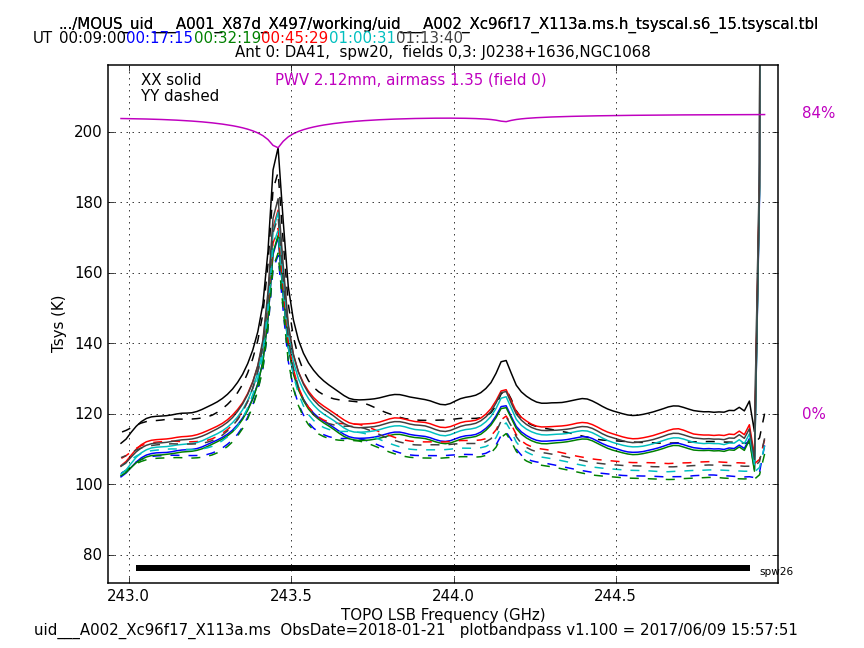 .../MOUS_uid___A001_X87d_X497/working/uid___A002_Xc96f17_X113a.ms.h_tsyscal.s6_15.tsyscal.tbl
UT 00:09:00 00:17:15 00:32:19 00:45:29 01:00:31 01:13:40
Ant 0: DA41, spw20, fields 0,3: J0238+1636,NGC1068
XX solid
PWV 2.12mm, airmass 1.35 (field 0)
YY dashed
84%
200
180
160
140
120
100
80
Tsys (K)
0%
spw26
243.0 243.5 244.0 244.5
TOPO LSB Frequency (GHz)
uid___A002_Xc96f17_X113a.ms ObsDate=2018-01-21 plotbandpass v1.100 = 2017/06/09 15:57:51